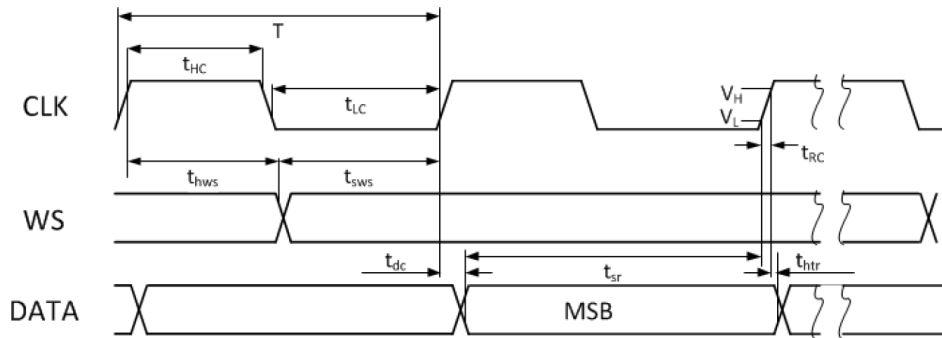 T
tHC
CLK
tLC
VH
VL
tRC
thws
tsws
WS
tdc
tsr
thtr
DATA
MSB